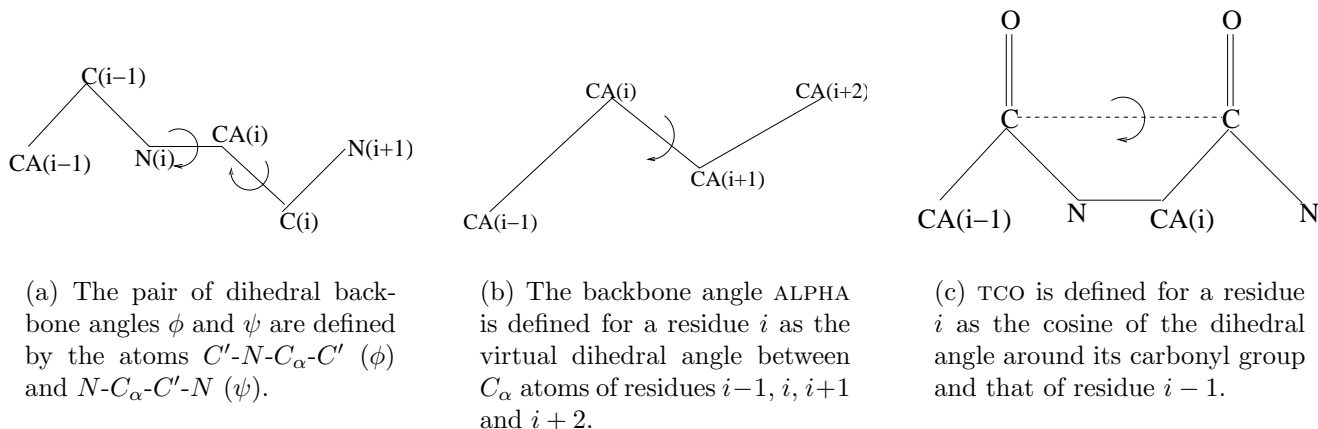 C(i–1)
CA(i–1)
N(i)
CA(i)
C(i)
N(i+1)
(a) The pair of dihedral back-
bone angles ϕ and ψ are defined
by the atoms C′-N-Cα-C′ (ϕ)
and N-Cα-C′-N (ψ).
CA(i–1)
CA(i)
CA(i+1)
CA(i+2)
(b) The backbone angle ALPHA
is defined for a residue i as the
virtual dihedral angle between
Cα atoms of residues i−1, i, i+1
and i + 2.
O
O
C
C
CA(i–1)
N
CA(i)
N
(c) TCO is defined for a residue
i as the cosine of the dihedral
angle around its carbonyl group
and that of residue i − 1.